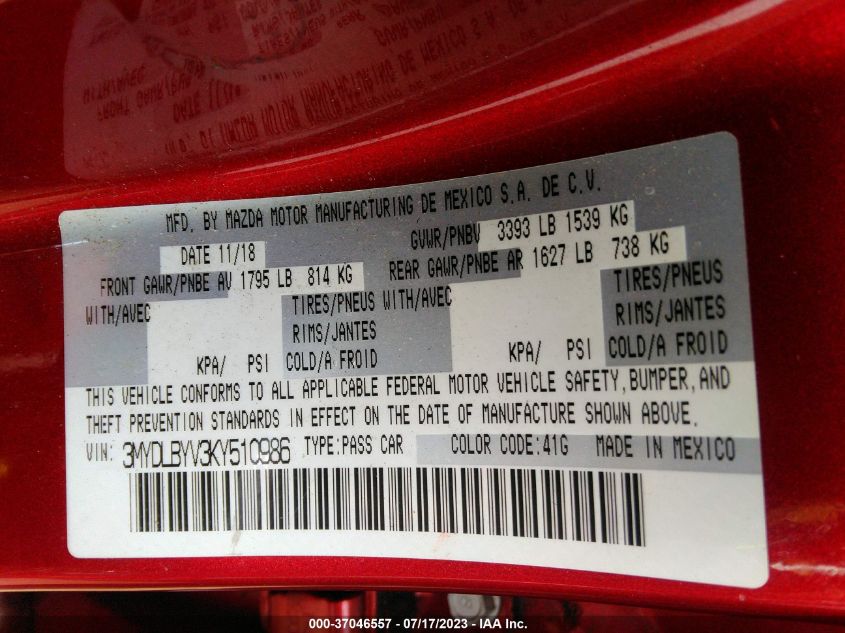 MFD. BY MAZDA MOTOR MANUFACTURING DE MEXICO S.A. DE C.V.
DATE 11/18 GVWR/PNBV 3393 LB 1539 KG
FRONT GAWR/PNBE AV 1795 LB 814 KG REAR GAWR/PNBE AR 1627 LB 738 KG
WITH/AVEC TIRES/PNEUS WITH/AVEC TIRES/PNEUS
RIMS/JANTES RIMS/JANTES
KPA/ PSI COLD/A FROID KPA/ PSI COLD/A FROID
THIS VEHICLE CONFORMS TO ALL APPLICABLE FEDERAL MOTOR VEHICLE SAFETY, BUMPER, AND
THEFT PREVENTION STANDARDS IN EFFECT ON THE DATE OF MANUFACTURE SHOWN ABOVE.
VIN: 3MYDLBYV3KY510986 TYPE:PASS CAR COLOR CODE:41G MADE IN MEXICO
000-37046557 - 07/17/2023 - IAA Inc.